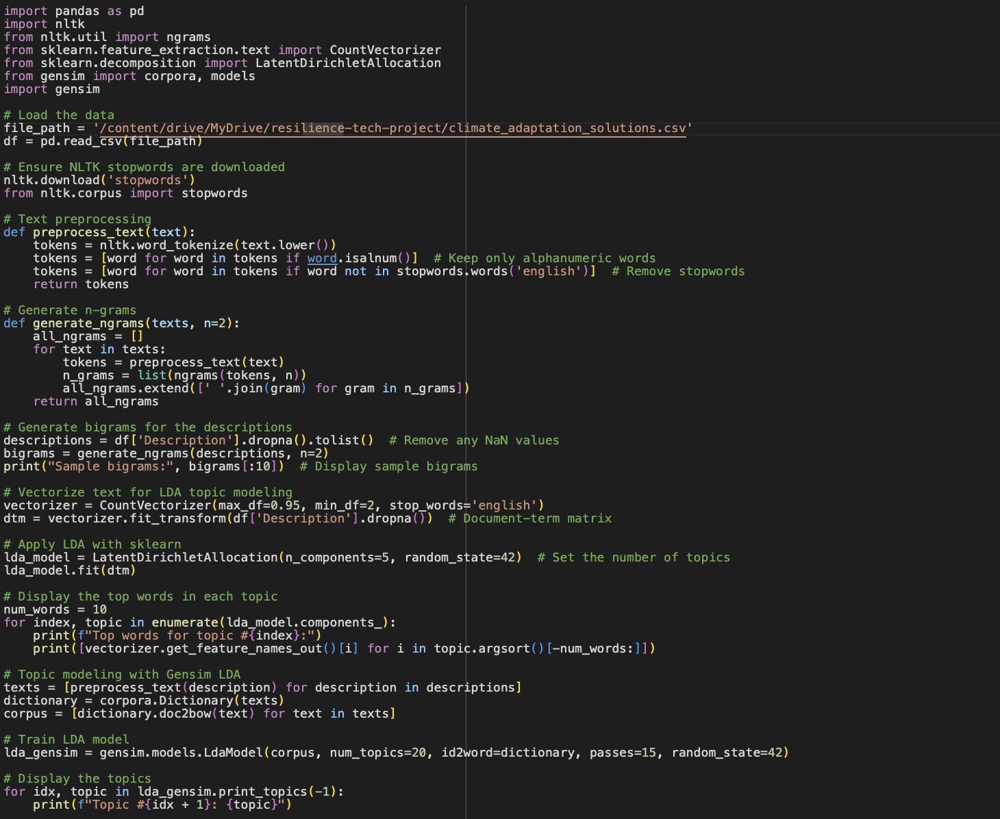 import pandas as pd
import nltk
from nltk.util import ngrams
from sklearn.feature_extraction.text import CountVectorizer
from sklearn.decomposition import LatentDirichletAllocation
from gensim import corpora, models
import gensim

# Load the data
file_path = '/content/drive/MyDrive/resilience-tech-project/climate_adaptation_solutions.csv'
df = pd.read_csv(file_path)

# Ensure NLTK stopwords are downloaded
nltk.download('stopwords')
from nltk.corpus import stopwords

# Text preprocessing
def preprocess_text(text):
    tokens = nltk.word_tokenize(text.lower())
    tokens = [word for word in tokens if word.isalnum()]  # Keep only alphanumeric words
    tokens = [word for word in tokens if word not in stopwords.words('english')]  # Remove stopwords
    return tokens

# Generate n-grams
def generate_ngrams(texts, n=2):
    all_ngrams = []
    for text in texts:
        tokens = preprocess_text(text)
        n_grams = list(ngrams(tokens, n))
        all_ngrams.extend([' '.join(gram) for gram in n_grams])
    return all_ngrams

# Generate bigrams for the descriptions
descriptions = df['Description'].dropna().tolist()  # Remove any NaN values
bigrams = generate_ngrams(descriptions, n=2)
print("Sample bigrams:", bigrams[:10])  # Display sample bigrams

# Vectorize text for LDA topic modeling
vectorizer = CountVectorizer(max_df=0.95, min_df=2, stop_words='english')
dtm = vectorizer.fit_transform(df['Description'].dropna())  # Document-term matrix

# Apply LDA with sklearn
lda_model = LatentDirichletAllocation(n_components=5, random_state=42)  # Set the number of topics
lda_model.fit(dtm)

# Display the top words in each topic
num_words = 10
for index, topic in enumerate(lda_model.components_):
    print(f"Top words for topic #{index}:")
    print([vectorizer.get_feature_names_out()[i] for i in topic.argsort()[-num_words:]])

# Topic modeling with Gensim LDA
texts = [preprocess_text(description) for description in descriptions]
dictionary = corpora.Dictionary(texts)
corpus = [dictionary.doc2bow(text) for text in texts]

# Train LDA model
lda_gensim = gensim.models.LdaModel(corpus, num_topics=20, id2word=dictionary, passes=15, random_state=42)

# Display the topics
for idx, topic in lda_gensim.print_topics(-1):
    print(f"Topic #{idx + 1}: {topic}")